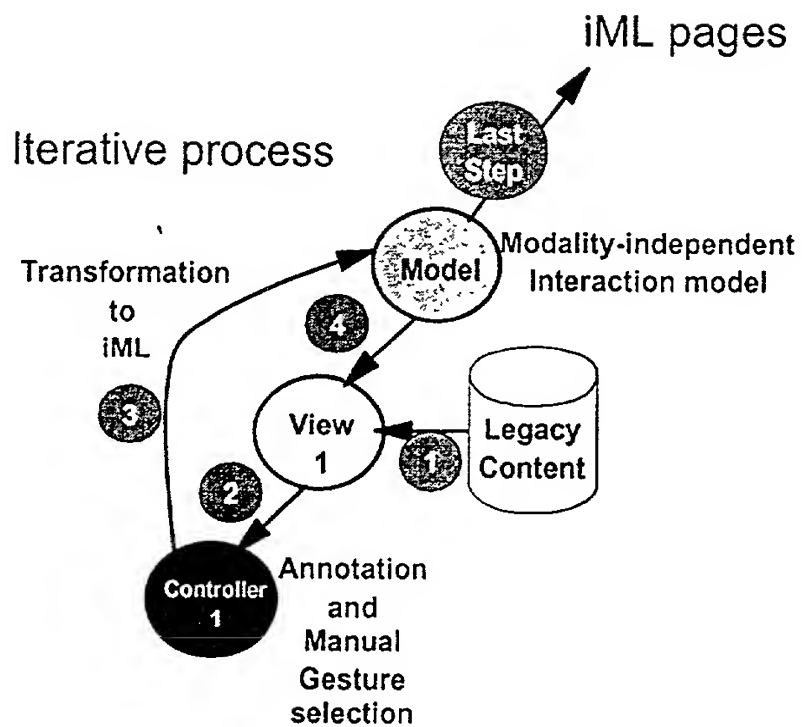 iML pages
Last
Step
Iterative process
Model
Modality-independent
Interaction model
Transformation
to
iML
4
3
View
1
1
Legacy
Content
2
Controller
1
Annotation
and
Manual
Gesture
selection